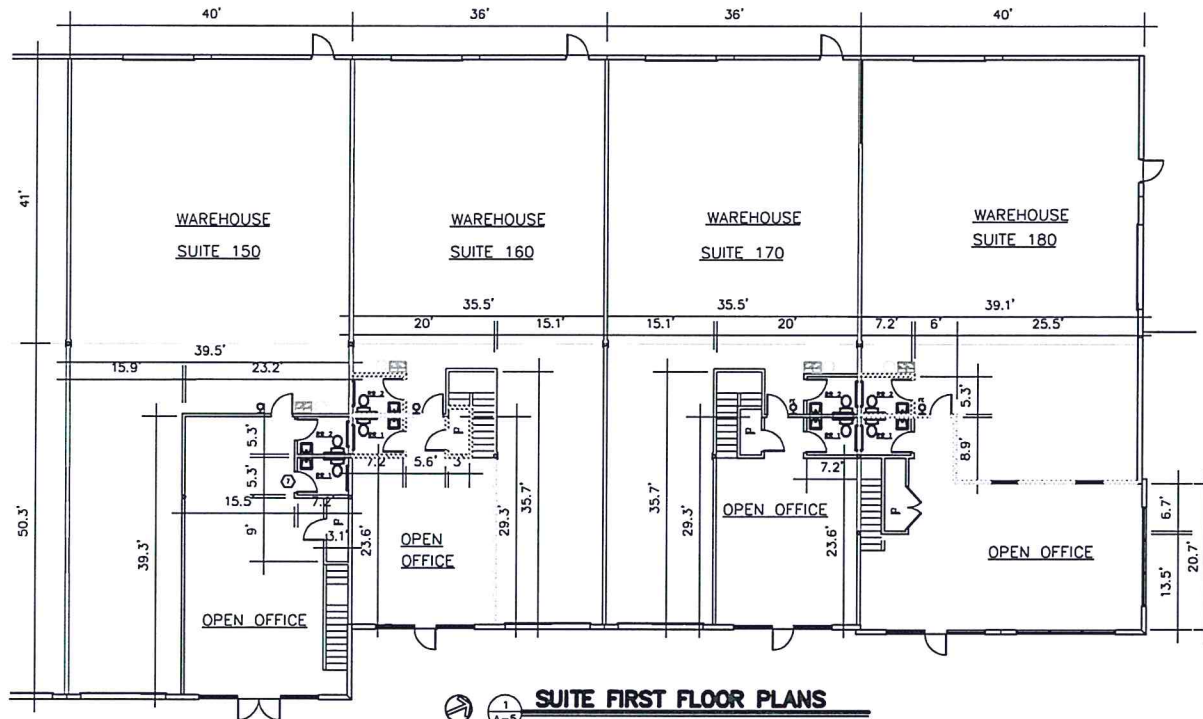 40'
36'
36'
40'
41'
WAREHOUSE
SUITE 150
WAREHOUSE
SUITE 160
WAREHOUSE
SUITE 170
WAREHOUSE
SUITE 180
35.5'
35.5'
39.1'
20'
15.1'
15.1'
20'
7.2'
6'
25.5'
39.5'
15.9'
23.2'
5.3'
5.3'
5.3'
8.9'
15.5'
7.2'
7.2'
5.6'
3'
7.2'
P
P
P
P
9'
3.1'
50.3'
39.3'
23.6'
29.3'
35.7'
35.7'
29.3'
23.6'
6.7'
13.5'
20.7'
OPEN OFFICE
OPEN
OFFICE
OPEN OFFICE
OPEN OFFICE
1
A-5
SUITE FIRST FLOOR PLANS